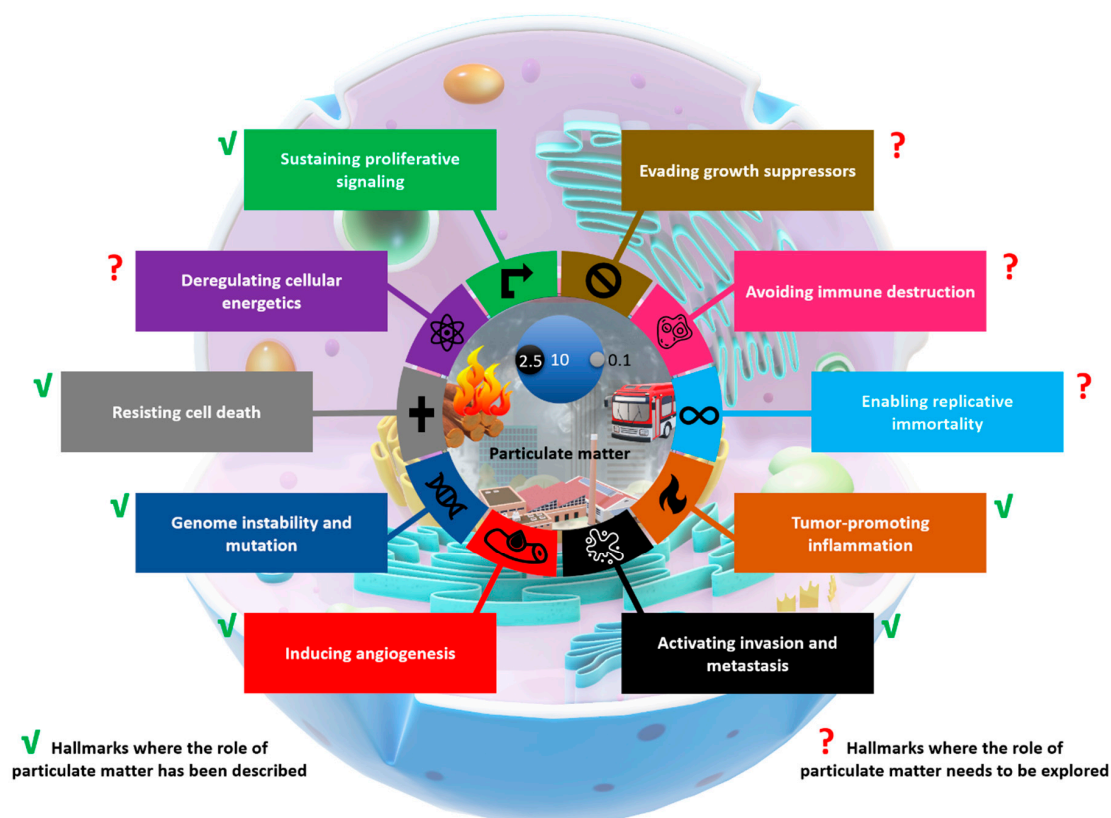 √
Sustaining proliferative
signaling
?
Evading growth suppressors
?
Deregulating cellular
energetics
?
Avoiding immune destruction
2.5 10 0.1
√
Resisting cell death
?
Enabling replicative
immortality
Particulate matter
√
Genome instability and
mutation
√
Tumor-promoting
inflammation
√
Inducing angiogenesis
√
Activating invasion and
metastasis
√ Hallmarks where the role of
particulate matter has been described
? Hallmarks where the role of
particulate matter needs to be explored